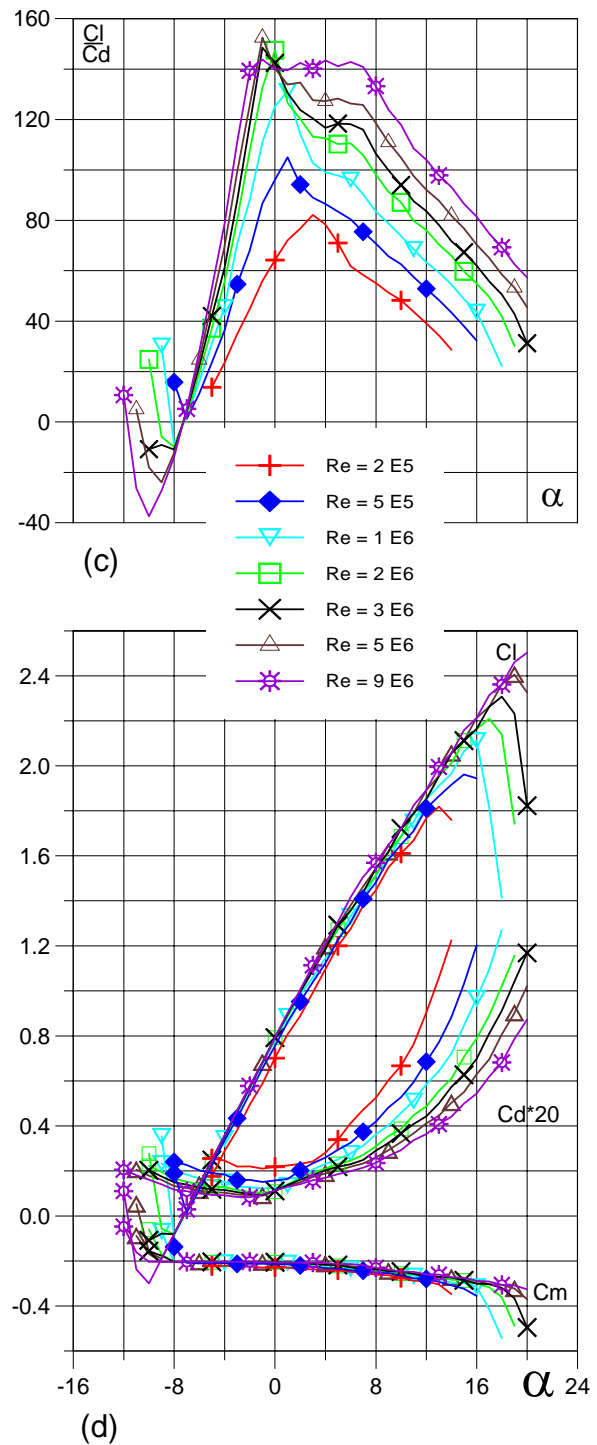 Cl
Cd
160
120
80
40
0
-40
α
(c)
Re = 2 E5
Re = 5 E5
Re = 1 E6
Re = 2 E6
Re = 3 E6
Re = 5 E6
Re = 9 E6
Cl
2.4
2.0
1.6
1.2
0.8
0.4
0.0
-0.4
Cd*20
Cm
-16 -8 0 8 16 α 24
(d)